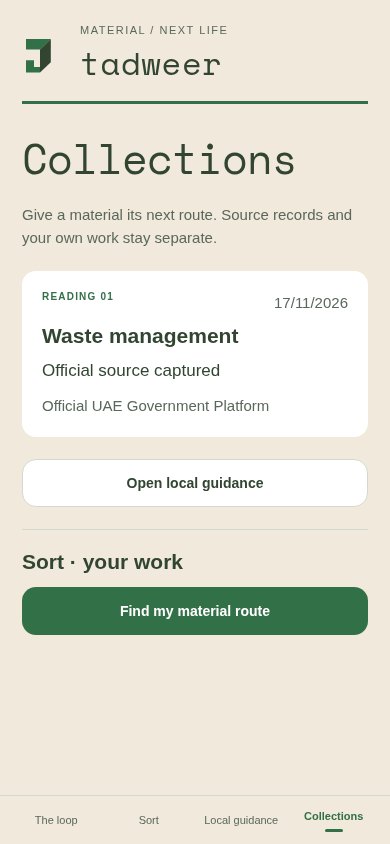 MATERIAL / NEXT LIFE
tadweer
Collections
Give a material its next route. Source records and
your own work stay separate.
READING 01
17/11/2026
Waste management
Official source captured
Official UAE Government Platform
Open local guidance
Sort · your work
Find my material route
The loop
Sort
Local guidance
Collections